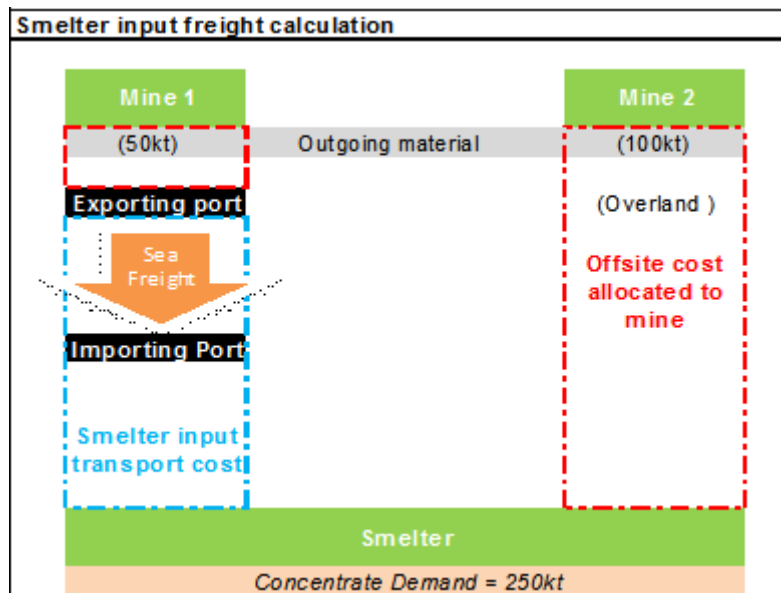 Smelter input freight calculation
Mine 1
Mine 2
(50kt)
Outgoing material
(100kt)
Exporting port
(Overland )
Sea
Freight
Offsite cost
allocated to
mine
Importing Port
Smelter input
transport cost
Smelter
Concentrate Demand = 250kt